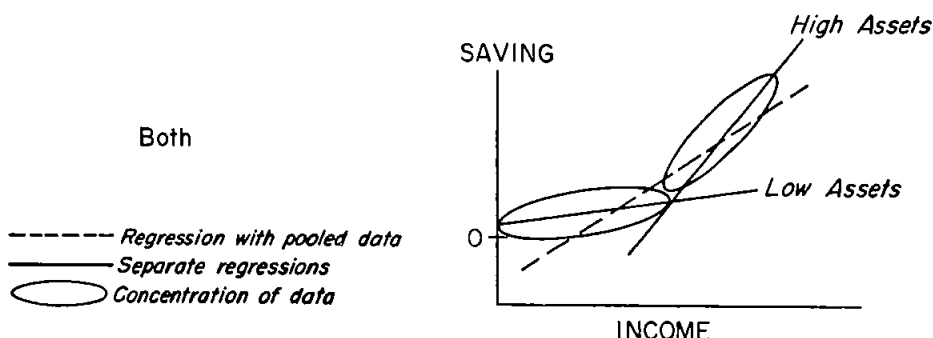 Both
Regression with pooled data
Separate regressions
Concentration of data
High Assets
SAVING
Low Assets
0
INCOME